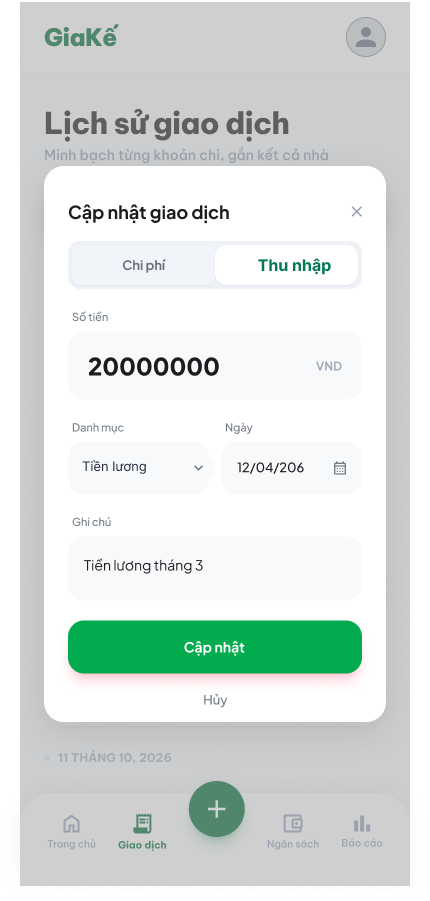 GiaKế
Lịch sử giao dịch
Minh bạch từng khoản chi, gắn kết cả nhà
Cập nhật giao dịch
Chi phí
Thu nhập
Số tiền
20000000
VND
Danh mục
Ngày
Tiền lương
12/04/206
Ghi chú
Tiền lương tháng 3
Cập nhật
Hủy
11 THÁNG 10, 2026
Trang chủ
Giao dịch
Ngân sách
Báo cáo